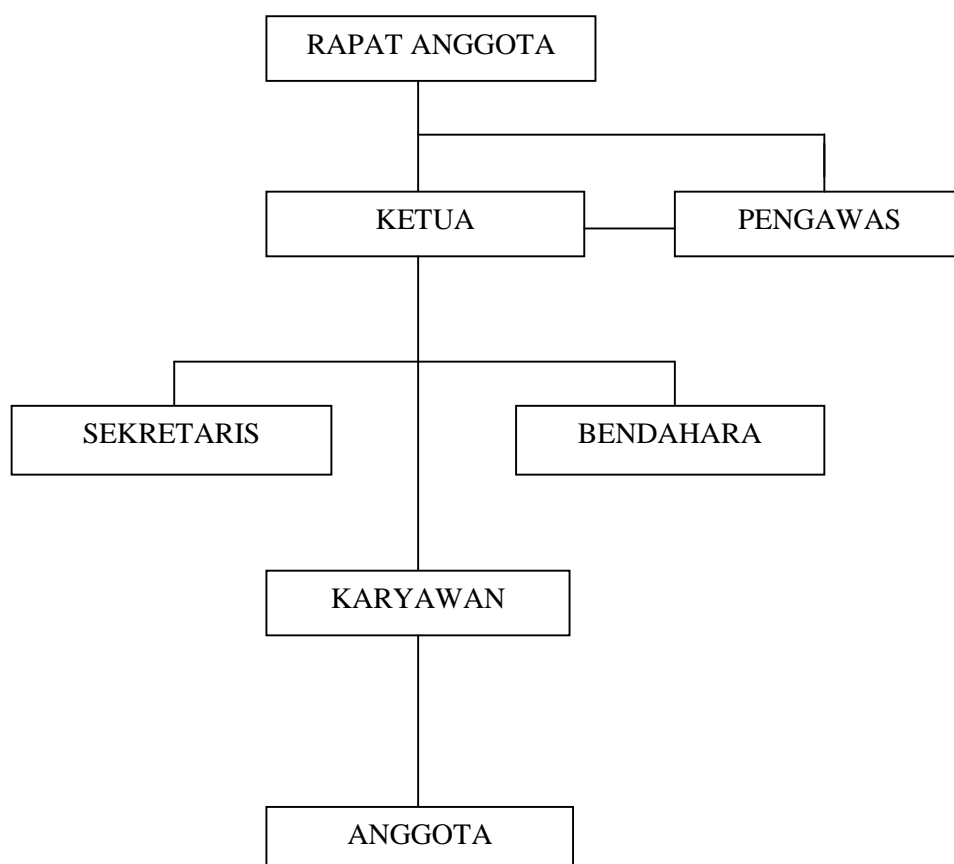 RAPAT ANGGOTA
KETUA
PENGAWAS
SEKRETARIS
BENDAHARA
KARYAWAN
ANGGOTA